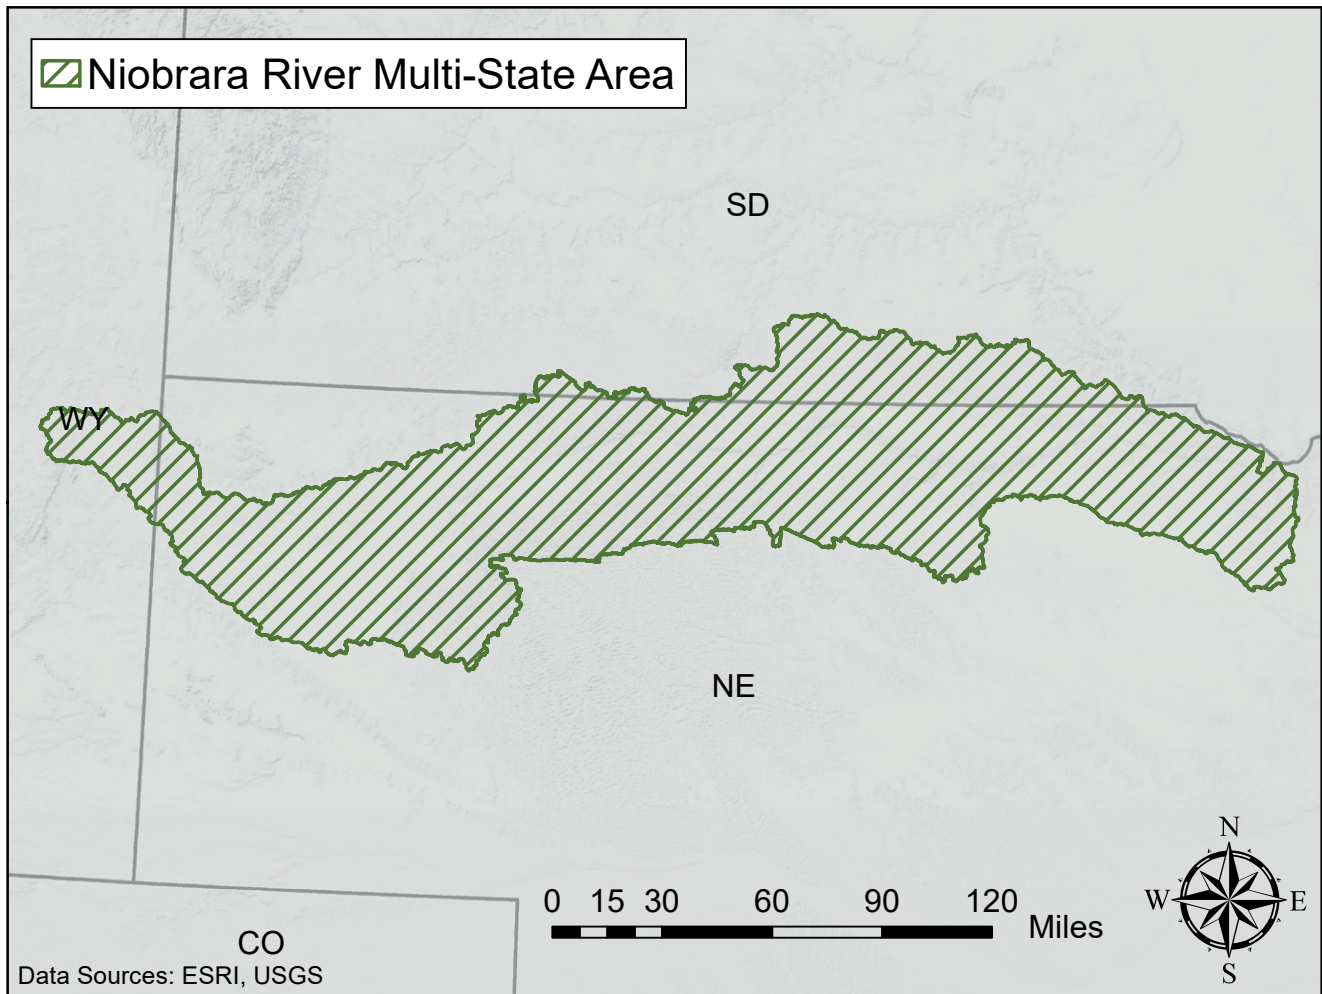 Niobrara River Multi-State Area
SD
WY
NE
N
W E
S
0 15 30 60 90 120
Miles
CO
Data Sources: ESRI, USGS